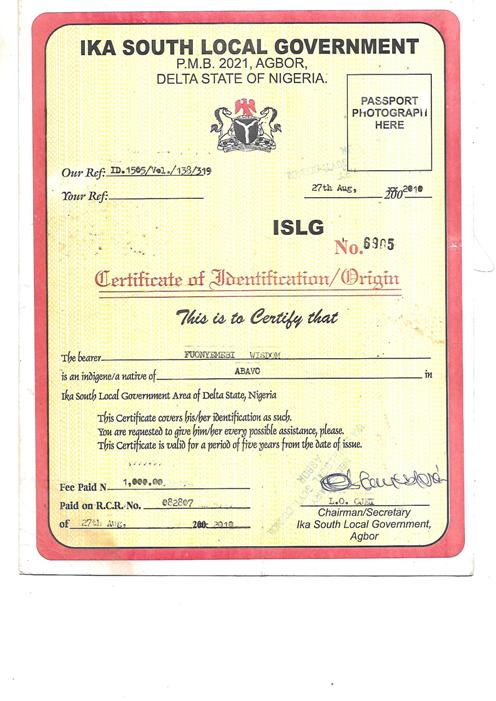 IKA SOUTH LOCAL GOVERNMENT
P.M.B. 2021, AGBOR,
DELTA STATE OF NIGERIA.
PASSPORT
PHOTOGRAPH
HERE
Our Ref: ID.1505/Vol./138/319
Your Ref:
27th Aug, 200 2010
ISLG
No. 6905
Certificate of Identification/Origin
This is to Certify that
The bearer FUONYEMEBI WISDOM
is an indigene/a native of ABAVO in
Ika South Local Government Area of Delta State, Nigeria
This Certificate covers his/her identification as such.
You are requested to give him/her every possible assistance, please.
This Certificate is valid for a period of five years from the date of issue.
Fee Paid N 1,000.00
Paid on R.C.R. No. 082807
of 27th Aug, 200 2010
L.O.
Chairman/Secretary
Ika South Local Government,
Agbor